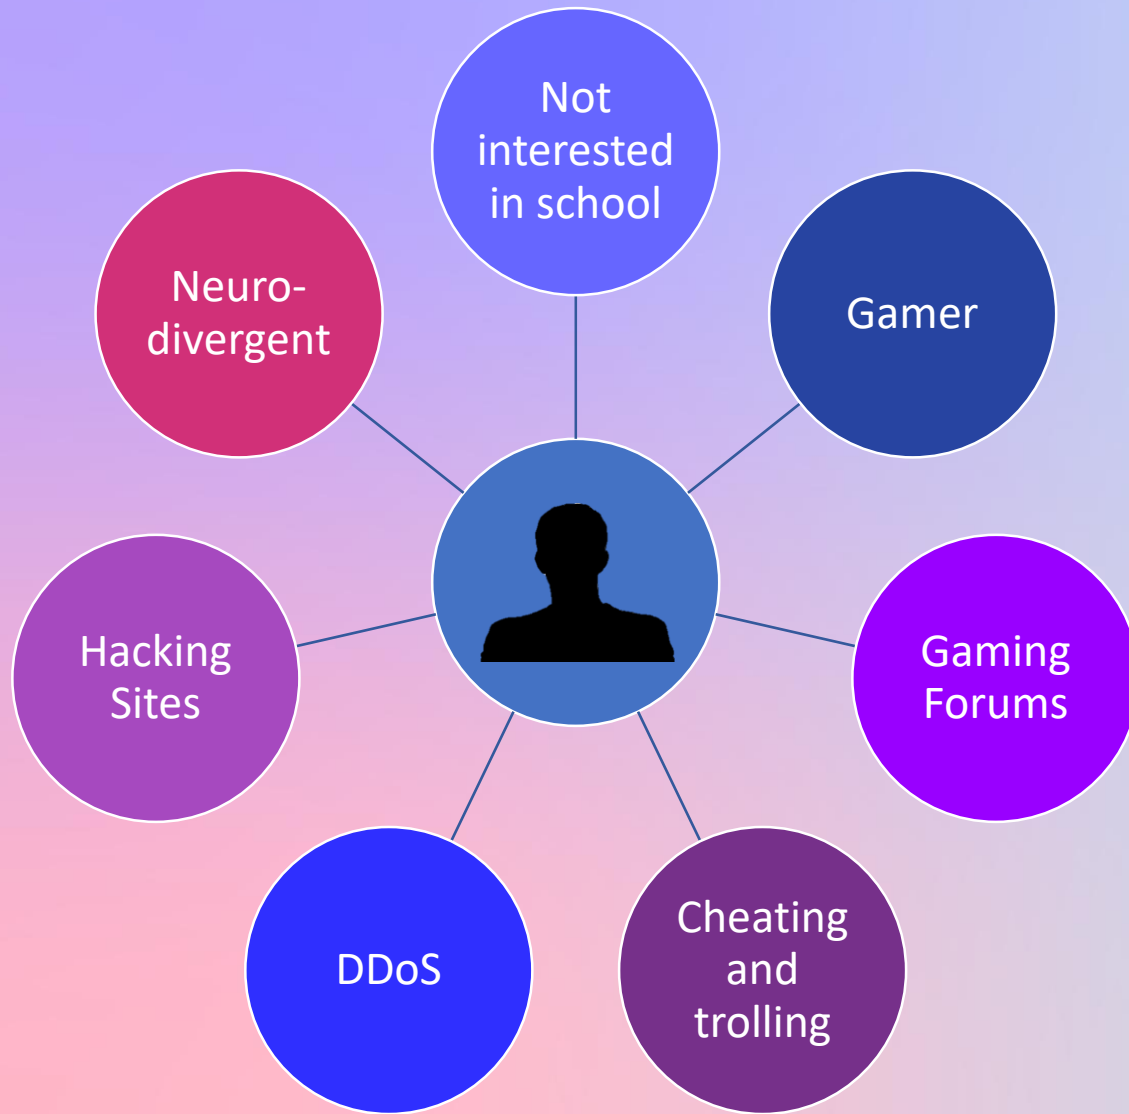 Not
interested
in school
Gamer
Gaming
Forums
Cheating
and
trolling
DDoS
Hacking
Sites
Neuro-
divergent